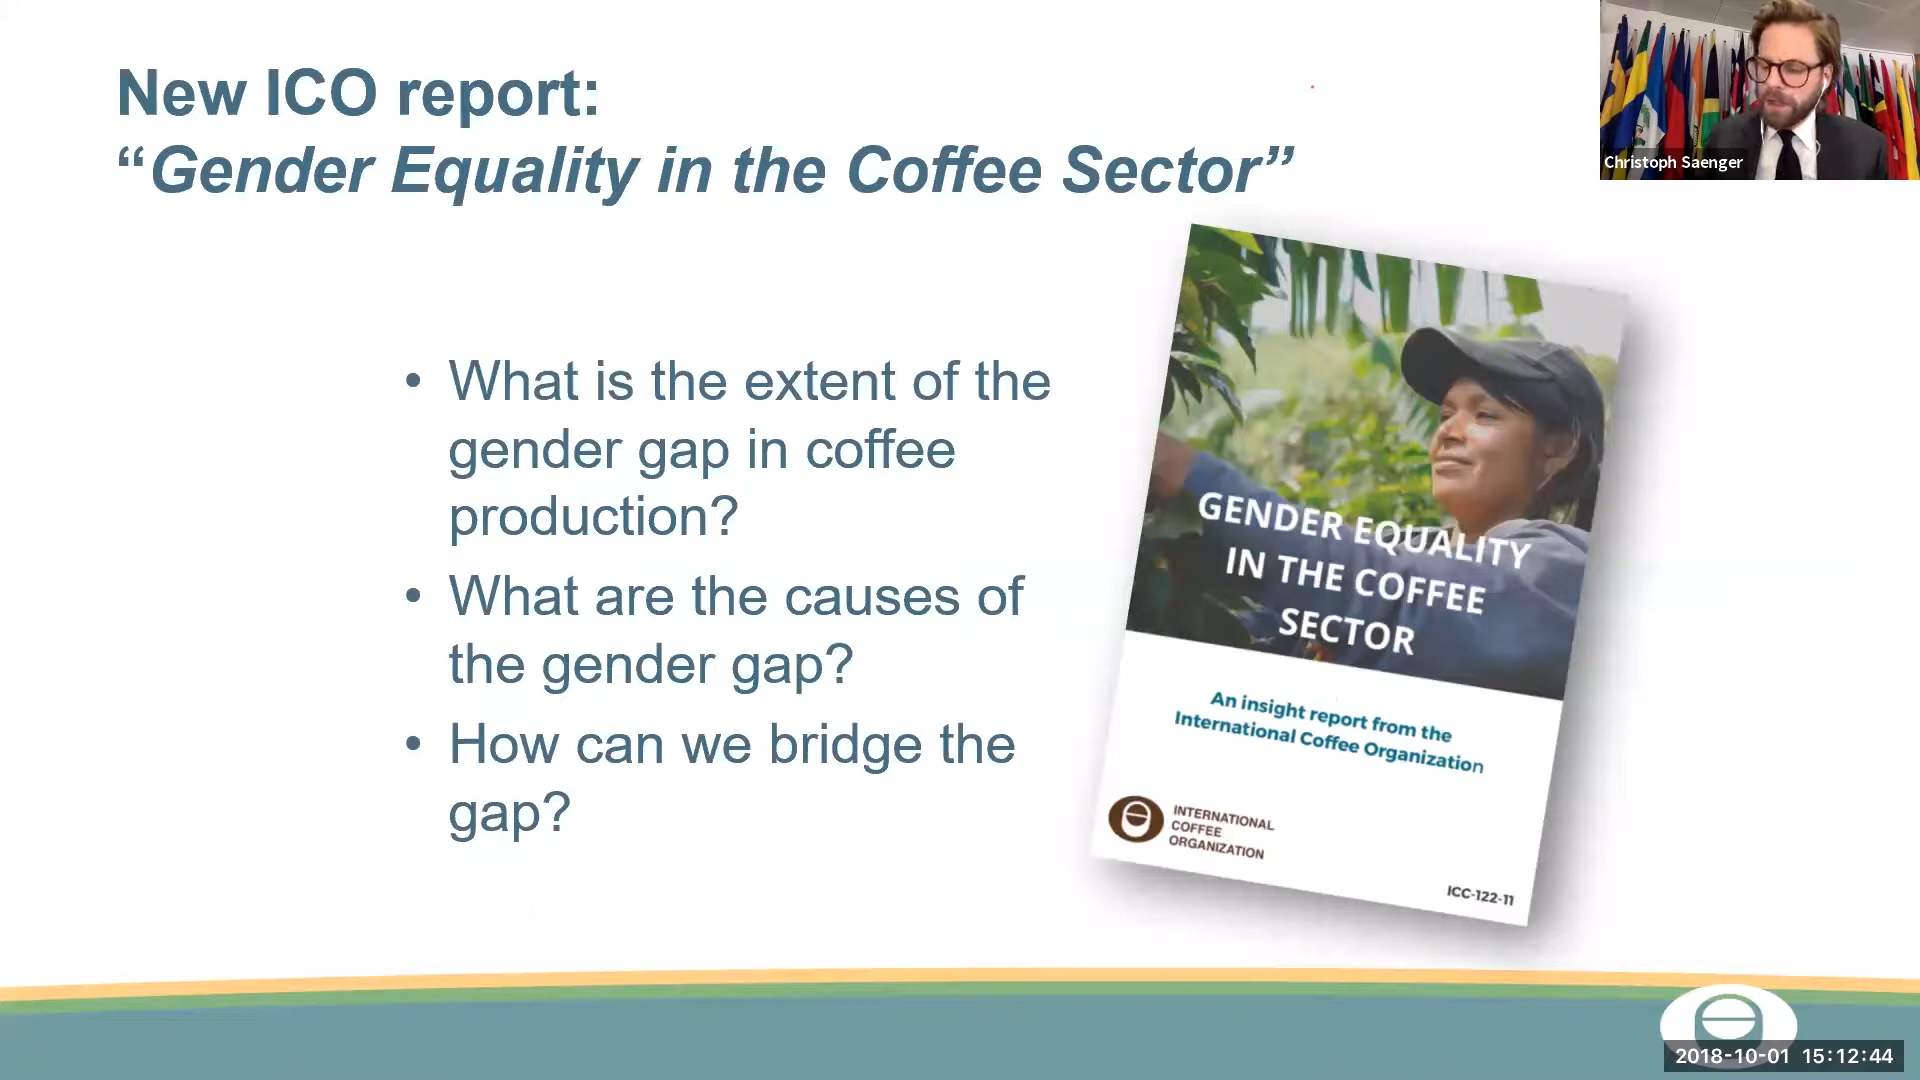 New ICO report:
“Gender Equality in the Coffee Sector”
Christoph Saenger
• What is the extent of the
gender gap in coffee
production?
• What are the causes of
the gender gap?
• How can we bridge the
gap?
GENDER EQUALITY
IN THE COFFEE
SECTOR
An insight report from the
International Coffee Organization
INTERNATIONAL
COFFEE
ORGANIZATION
ICC-122-11
2018-10-01 15:12:44